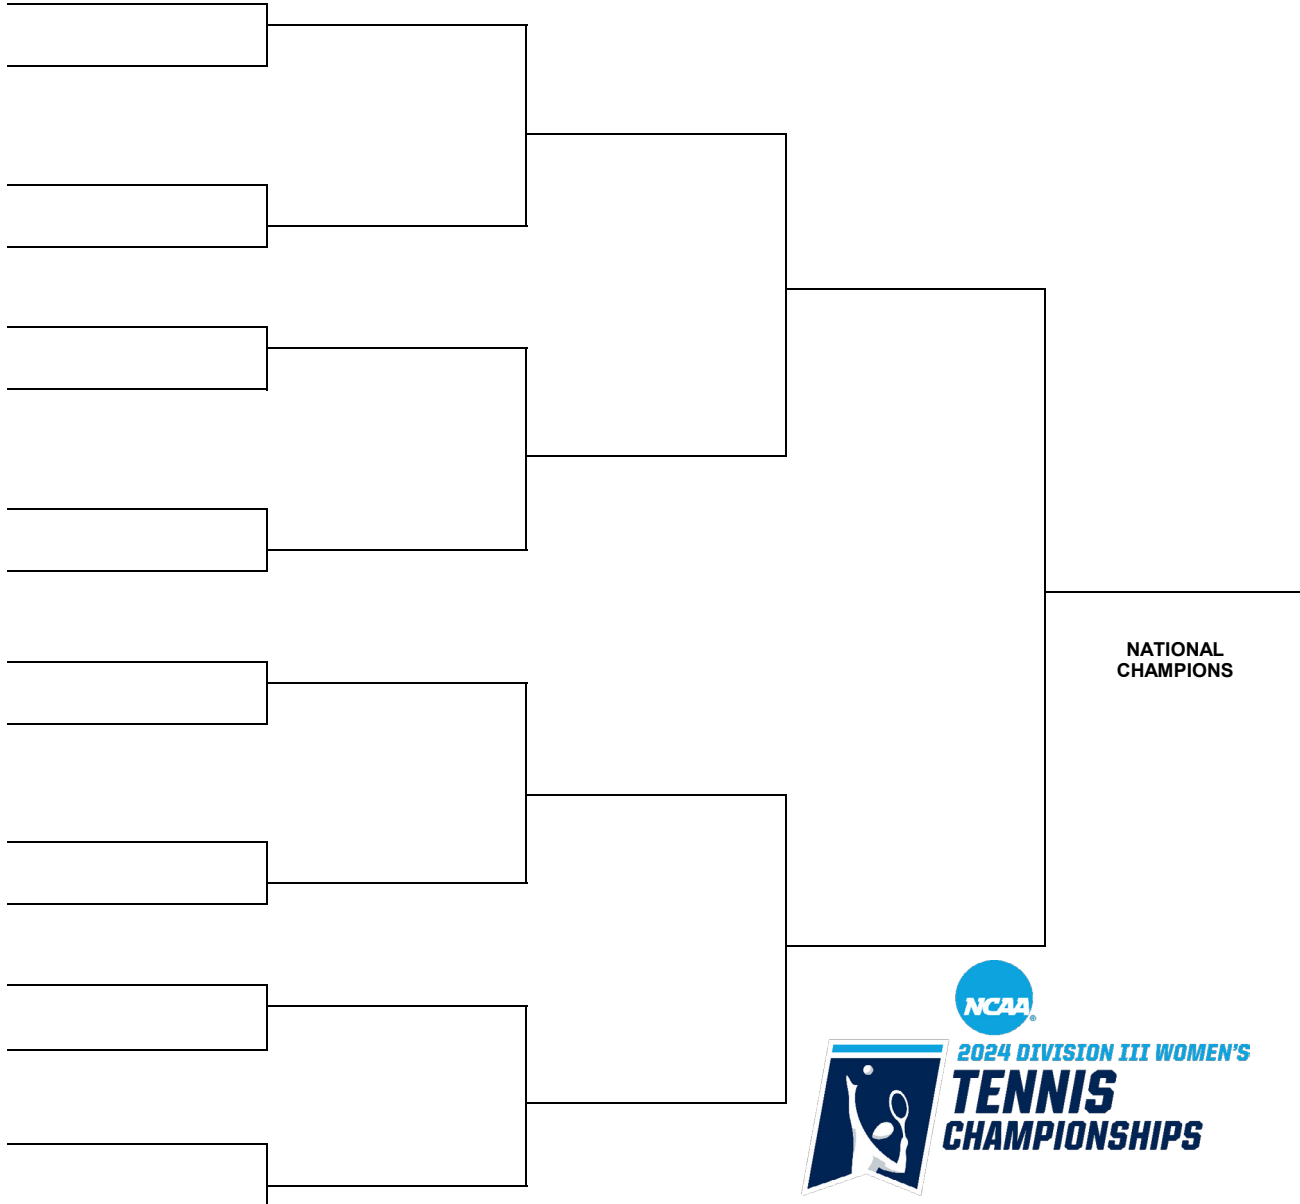 NATIONAL
CHAMPIONS
NCAA®
2024 DIVISION III WOMEN'S
TENNIS
CHAMPIONSHIPS